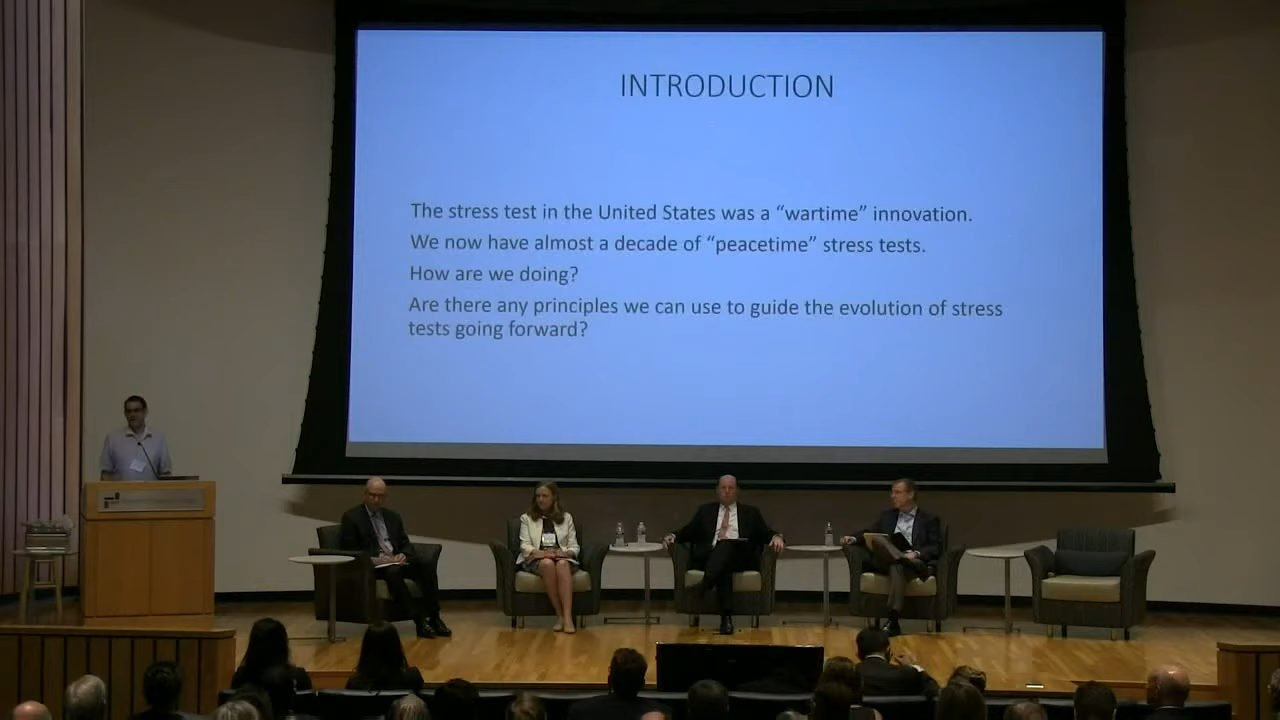 INTRODUCTION
The stress test in the United States was a “wartime” innovation.
We now have almost a decade of “peacetime” stress tests.
How are we doing?
Are there any principles we can use to guide the evolution of stress
tests going forward?